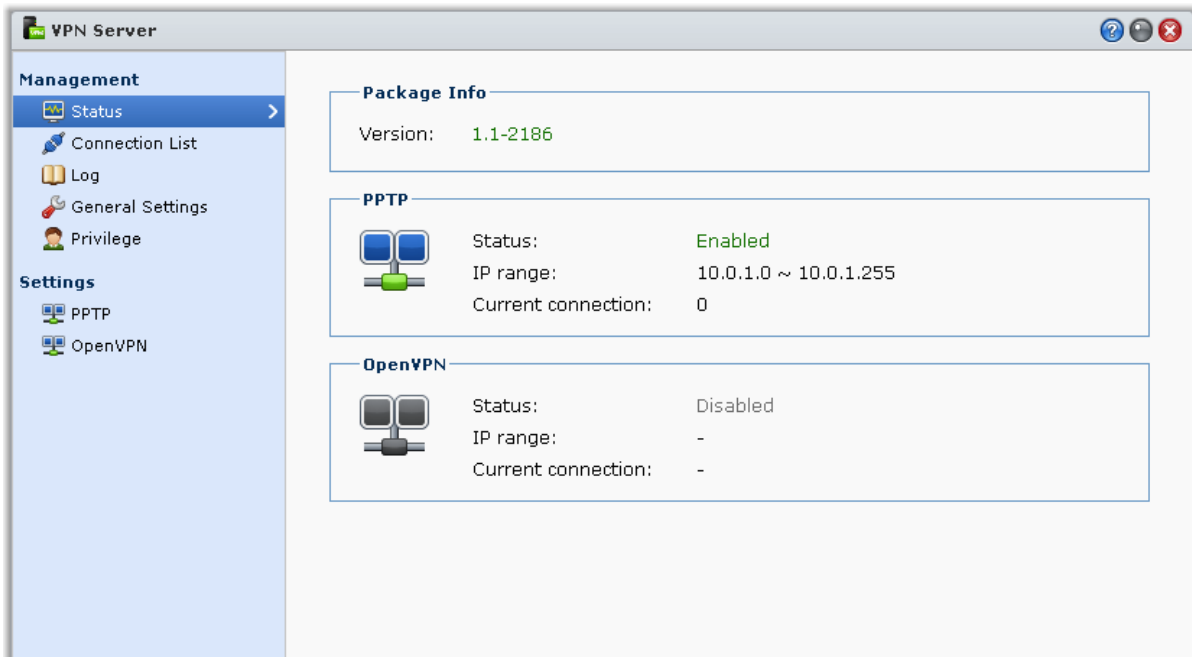 VPN Server
Management
Status
Connection List
Log
General Settings
Privilege
Settings
PPTP
OpenVPN
Package Info
Version: 1.1-2186
PPTP
Status: Enabled
IP range: 10.0.1.0 ~ 10.0.1.255
Current connection: 0
OpenVPN
Status: Disabled
IP range: -
Current connection: -